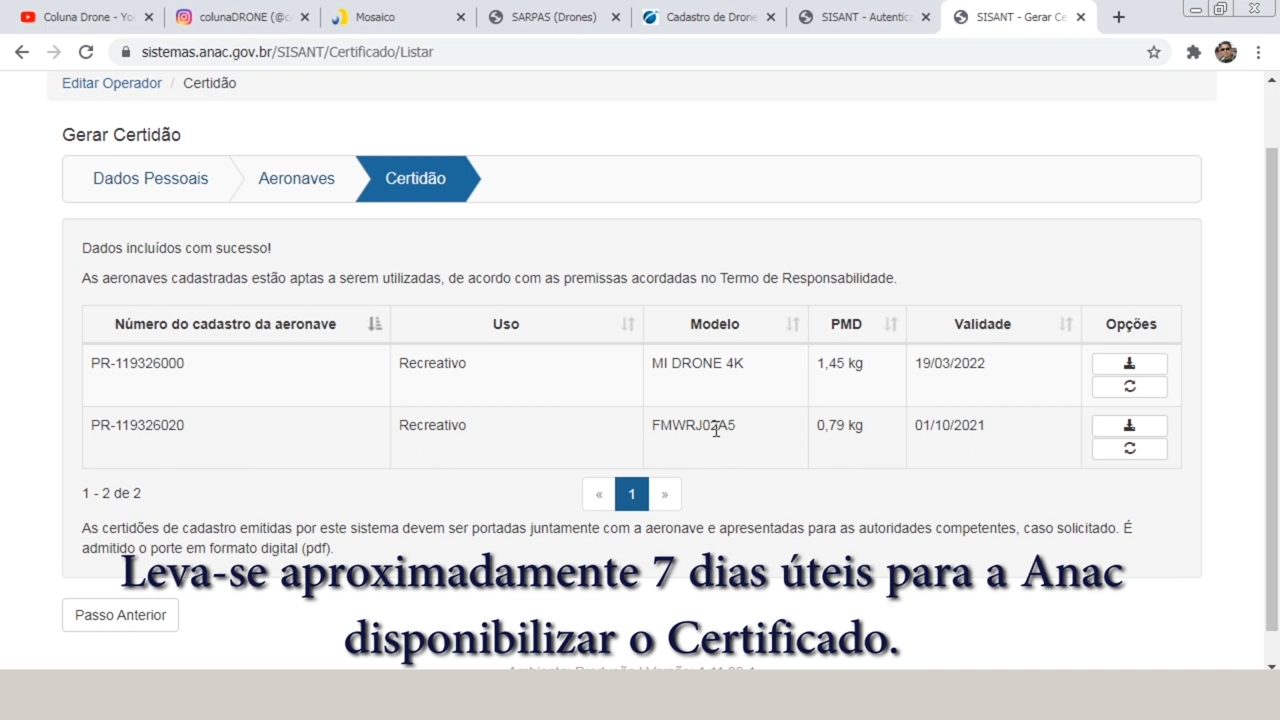 Coluna Drone - Yo
colunaDRONE (@c
Mosaico
SARPAS (Drones)
Cadastro de Drone
SISANT - Autentic
SISANT - Gerar Ce
sistemas.anac.gov.br/SISANT/Certificado/Listar
Editar Operador / Certidão
Gerar Certidão
Dados Pessoais
Aeronaves
Certidão
Dados incluídos com sucesso!
As aeronaves cadastradas estão aptas a serem utilizadas, de acordo com as premissas acordadas no Termo de Responsabilidade.
Número do cadastro da aeronave Uso Modelo PMD Validade Opções
PR-119326000 Recreativo MI DRONE 4K 1,45 kg 19/03/2022
PR-119326020 Recreativo FMWRJ02A5 0,79 kg 01/10/2021
1 - 2 de 2
« 1 »
As certidões de cadastro emitidas por este sistema devem ser portadas juntamente com a aeronave e apresentadas para as autoridades competentes, caso solicitado. É
admitido o porte em formato digital (pdf).
Leva-se aproximadamente 7 dias úteis para a Anac
disponibilizar o Certificado.
Passo Anterior